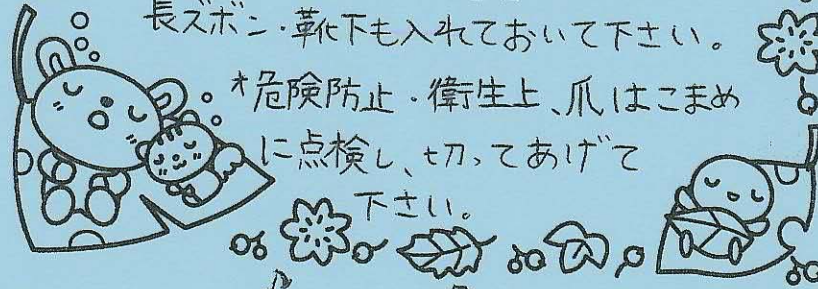 長ズボン・靴下も入れておいて下さい。
*危険防止・衛生上、爪はこまめ
に点検し、切ってあげて
下さい。